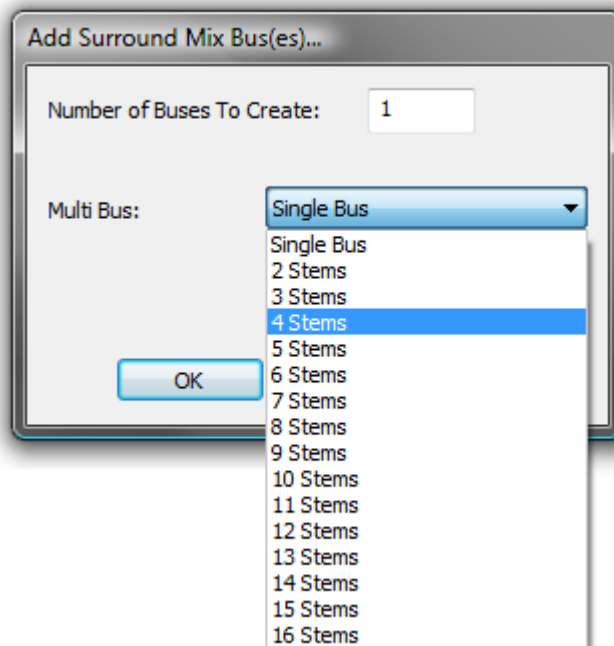 Add Surround Mix Bus(es)...
Number of Buses To Create: 1
Multi Bus: Single Bus
Single Bus
2 Stems
3 Stems
4 Stems
5 Stems
6 Stems
7 Stems
8 Stems
9 Stems
10 Stems
11 Stems
12 Stems
13 Stems
14 Stems
15 Stems
16 Stems
OK